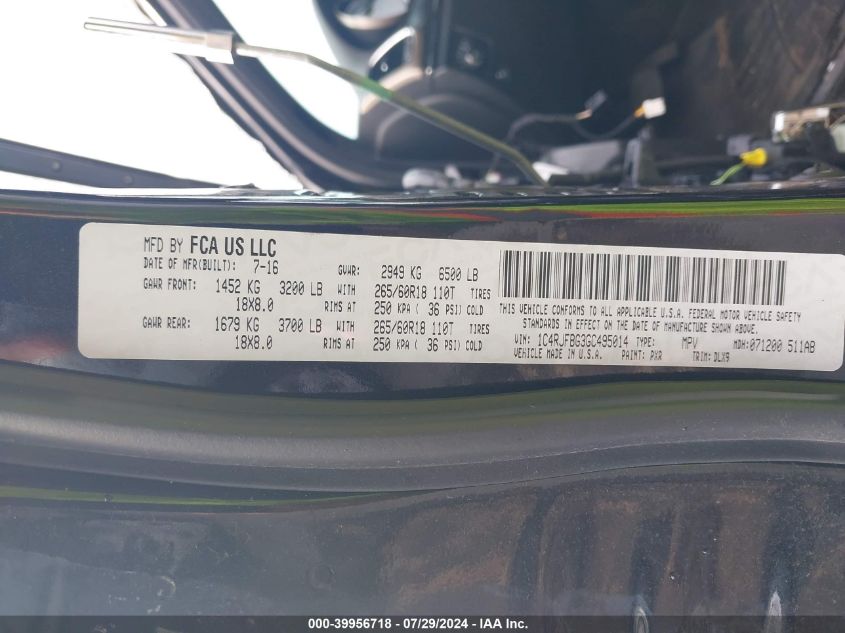 MFD BY FCA US LLC
DATE OF MFR(BUILT): 7-16 GVWR: 2949 KG 6500 LB
GAWR FRONT: 1452 KG 3200 LB WITH 265/60R18 110T TIRES
18X8.0 RIMS AT 250 KPA ( 36 PSI) COLD
GAWR REAR: 1679 KG 3700 LB WITH 265/60R18 110T TIRES
18X8.0 RIMS AT 250 KPA ( 36 PSI) COLD
THIS VEHICLE CONFORMS TO ALL APPLICABLE U.S.A. FEDERAL MOTOR VEHICLE SAFETY
STANDARDS IN EFFECT ON THE DATE OF MANUFACTURE SHOWN ABOVE.
VIN: 1C4RJFBG3GC495014 TYPE: MPV MDH: 071200 511AB
VEHICLE MADE IN U.S.A. PAINT: PXR TRIM: DLX9
000-39956718 - 07/29/2024 - IAA Inc.